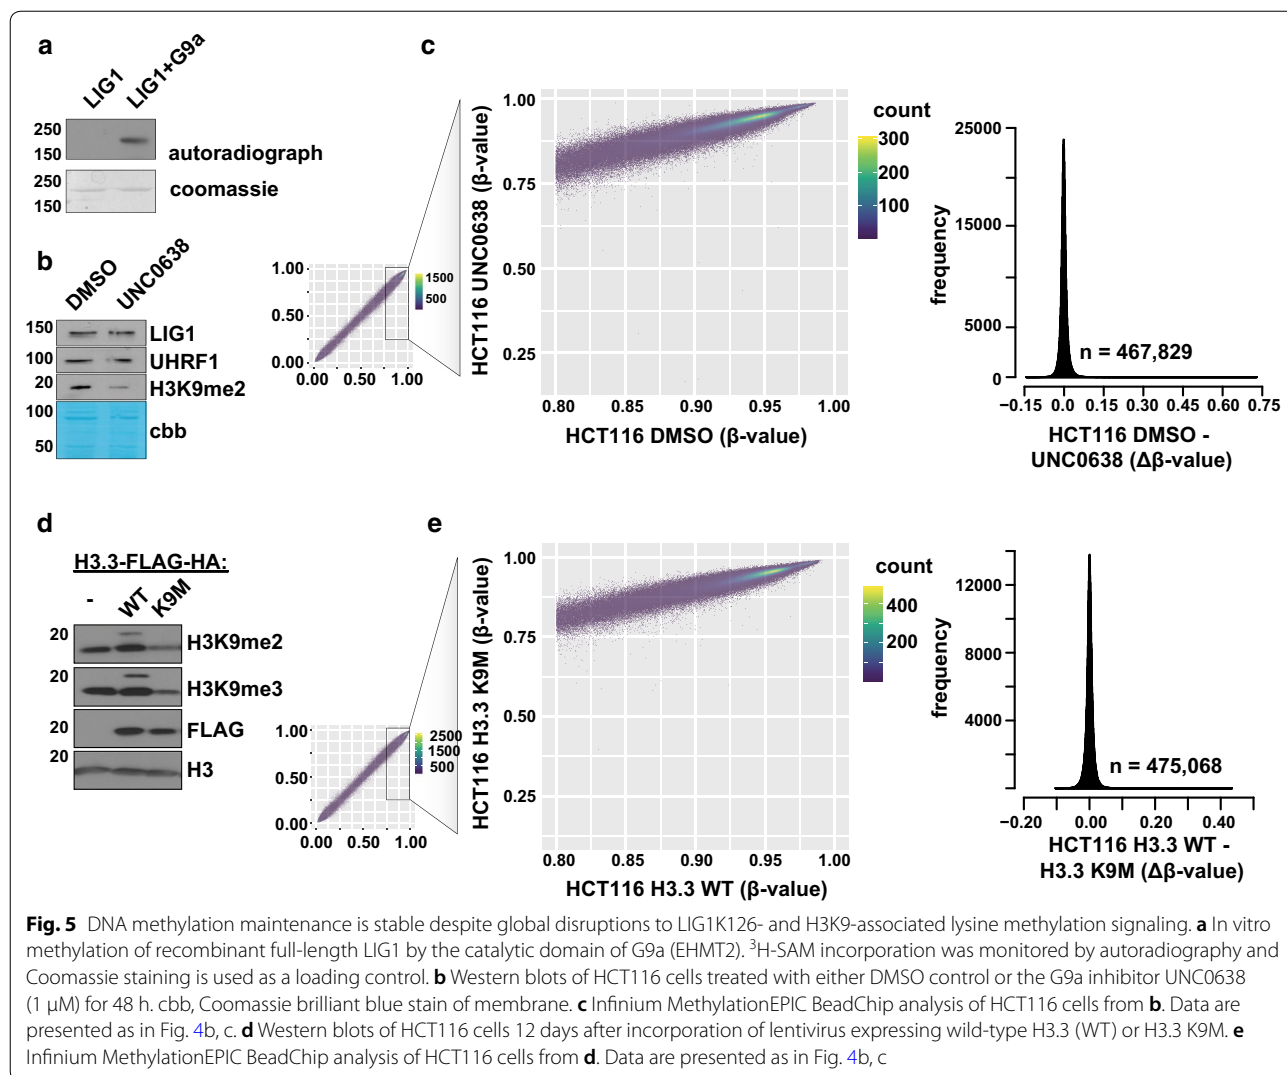 a
LIG1
LIG1+G9a
250
150
autoradiograph
250
150
coomassie
b
DMSO
UNC0638
150
LIG1
100
UHRF1
20
H3K9me2
100
50
cbb
c
1.00
0.50
0.00
0.00 0.50 1.00
1500
500
HCT116 UNC0638 (β-value)
1.00
0.75
0.50
0.25
0.80 0.85 0.90 0.95 1.00
HCT116 DMSO (β-value)
count
300
200
100
frequency
25000
15000
5000
0
n = 467,829
−0.15 0.0 0.15 0.30 0.45 0.60 0.75
HCT116 DMSO -
UNC0638 (Δβ-value)
d
H3.3-FLAG-HA:
- WT K9M
20
H3K9me2
20
H3K9me3
20
FLAG
20
H3
e
1.00
0.50
0.00
0.00 0.50 1.00
2500
1500
500
HCT116 H3.3 K9M (β-value)
1.00
0.75
0.50
0.25
0.80 0.85 0.90 0.95 1.00
HCT116 H3.3 WT (β-value)
count
400
200
frequency
12000
8000
4000
n = 475,068
−0.20 0.00 0.20 0.40
HCT116 H3.3 WT -
H3.3 K9M (Δβ-value)
Fig. 5 DNA methylation maintenance is stable despite global disruptions to LIG1K126- and H3K9-associated lysine methylation signaling. a In vitro
methylation of recombinant full-length LIG1 by the catalytic domain of G9a (EHMT2). ³H-SAM incorporation was monitored by autoradiography and
Coomassie staining is used as a loading control. b Western blots of HCT116 cells treated with either DMSO control or the G9a inhibitor UNC0638
(1 μM) for 48 h. cbb, Coomassie brilliant blue stain of membrane. c Infinium MethylationEPIC BeadChip analysis of HCT116 cells from b. Data are
presented as in Fig. 4b, c. d Western blots of HCT116 cells 12 days after incorporation of lentivirus expressing wild-type H3.3 (WT) or H3.3 K9M. e
Infinium MethylationEPIC BeadChip analysis of HCT116 cells from d. Data are presented as in Fig. 4b, c